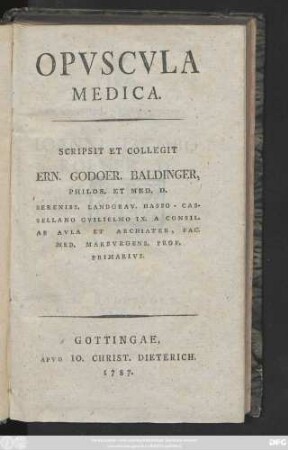 OPVSCVLA
MEDICA.
SCRIPSIT ET COLLEGIT
ERN. GODOFR. BALDINGER,
PHILOS. ET MED. D.
SERENISS. LANDGRAV. HASSO-CAS-
SELLANO GVILIELMO IX. A CONSIL.
AB AVLA ET ARCHIATER, FAC.
MED. MARBVRGENS. PROF.
PRIMARIVS.
GOTTINGAE,
APVD IO. CHRIST. DIETERICH.
1787.